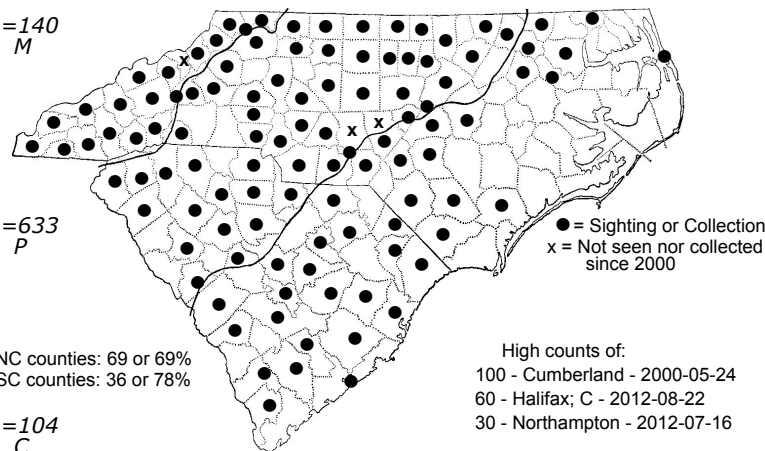 =140
M
=633
P
● = Sighting or Collection
x = Not seen nor collected
since 2000
NC counties: 69 or 69%
SC counties: 36 or 78%
High counts of:
100 - Cumberland - 2000-05-24
60 - Halifax; C - 2012-08-22
30 - Northampton - 2012-07-16
=104
C